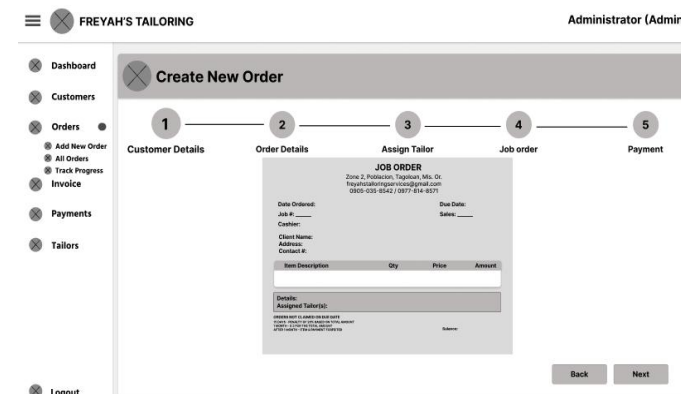 FREYAH'S TAILORING
Administrator (Admin
Dashboard
Customers
Orders
Add New Order
All Orders
Track Progress
Invoice
Payments
Tailors
Logout
Create New Order
1 2 3 4 5
Customer Details Order Details Assign Tailor Job order Payment
JOB ORDER
Zone 2, Poblacion, Tagoloan, Mis. Or.
freyahstailoringservices@gmail.com
0905-035-8542 / 0977-814-8571
Date Ordered: Due Date:
Job #: _____ Sales: _____
Cashier:
Client Name:
Address:
Contact #:
Item Description Qty Price Amount
Details:
Assigned Tailor(s):
ORDERS NOT CLAIMED ON DUE DATE
Back Next